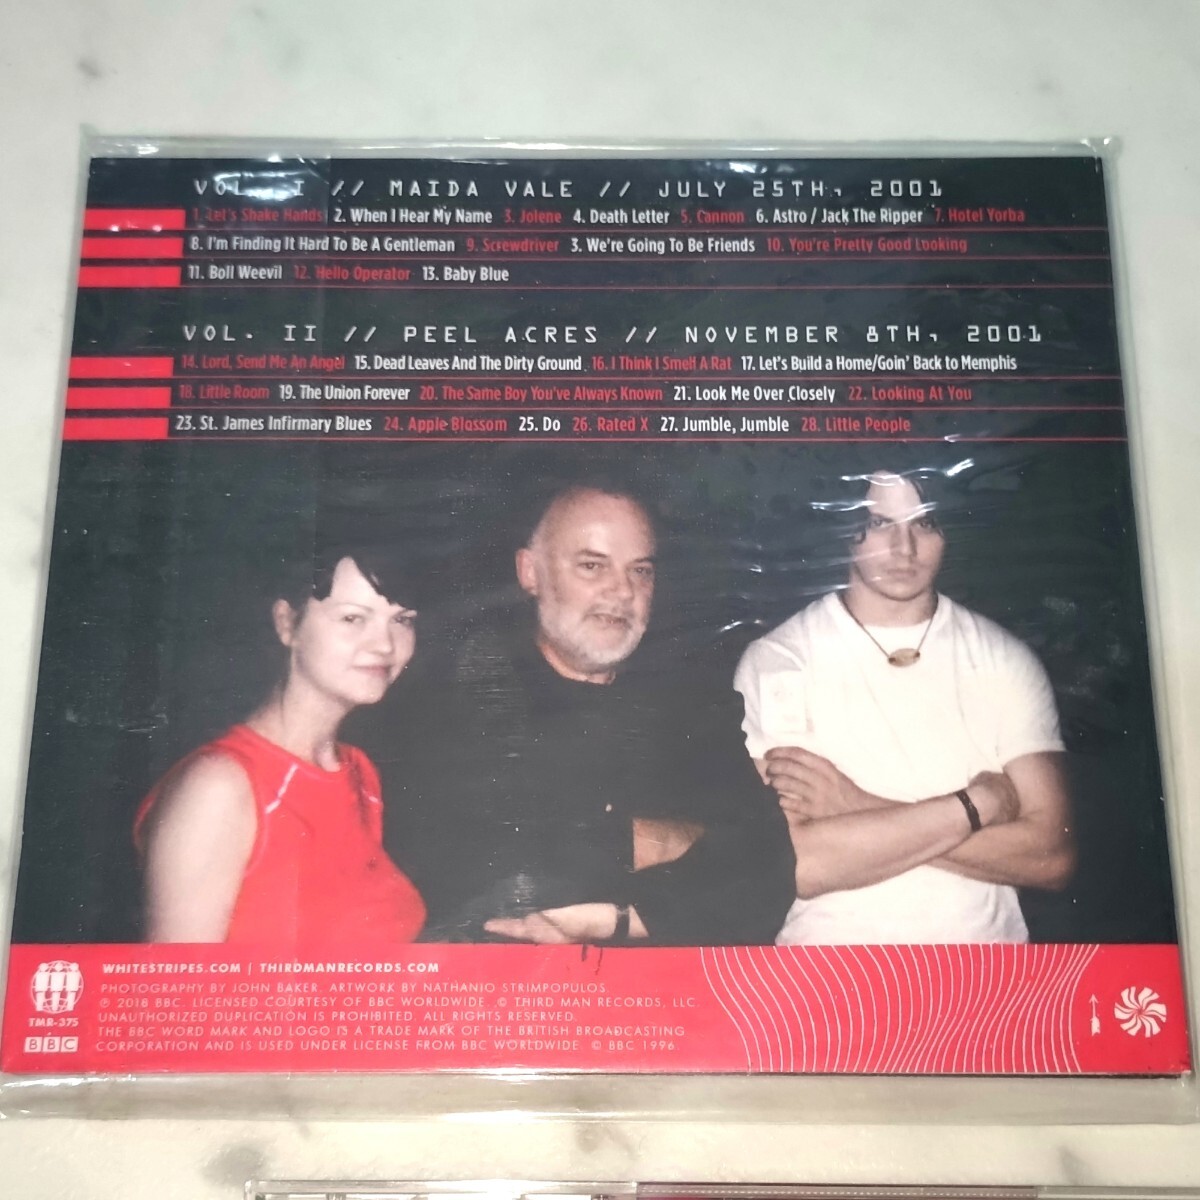 VOL. I // MAIDA VALE // JULY 25TH, 2001
1. Let's Shake Hands 2. When I Hear My Name 3. Jolene 4. Death Letter 5. Cannon 6. Astro / Jack The Ripper 7. Hotel Yorba
8. I'm Finding It Hard To Be A Gentleman 9. Screwdriver 3. We're Going To Be Friends 10. You're Pretty Good Looking
11. Boll Weevil 12. Hello Operator 13. Baby Blue
VOL. II // PEEL ACRES // NOVEMBER 8TH, 2001
14. Lord, Send Me An Angel 15. Dead Leaves And The Dirty Ground 16. I Think I Smell A Rat 17. Let's Build a Home/Goin' Back to Memphis
18. Little Room 19. The Union Forever 20. The Same Boy You've Always Known 21. Look Me Over Closely 22. Looking At You
23. St. James Infirmary Blues 24. Apple Blossom 25. Do 26. Rated X 27. Jumble, Jumble 28. Little People
WHITESTRIPES.COM | THIRDMANRECORDS.COM
PHOTOGRAPHY BY JOHN BAKER. ARTWORK BY NATHANIO STRIMPOPULOS.
℗ 2018 BBC. LICENSED COURTESY OF BBC WORLDWIDE. © THIRD MAN RECORDS, LLC
UNAUTHORIZED DUPLICATION IS PROHIBITED. ALL RIGHTS RESERVED.
THE BBC WORD MARK AND LOGO IS A TRADE MARK OF THE BRITISH BROADCASTING
CORPORATION AND IS USED UNDER LICENSE FROM BBC WORLDWIDE. © BBC 1996.
TMR-375
BBC